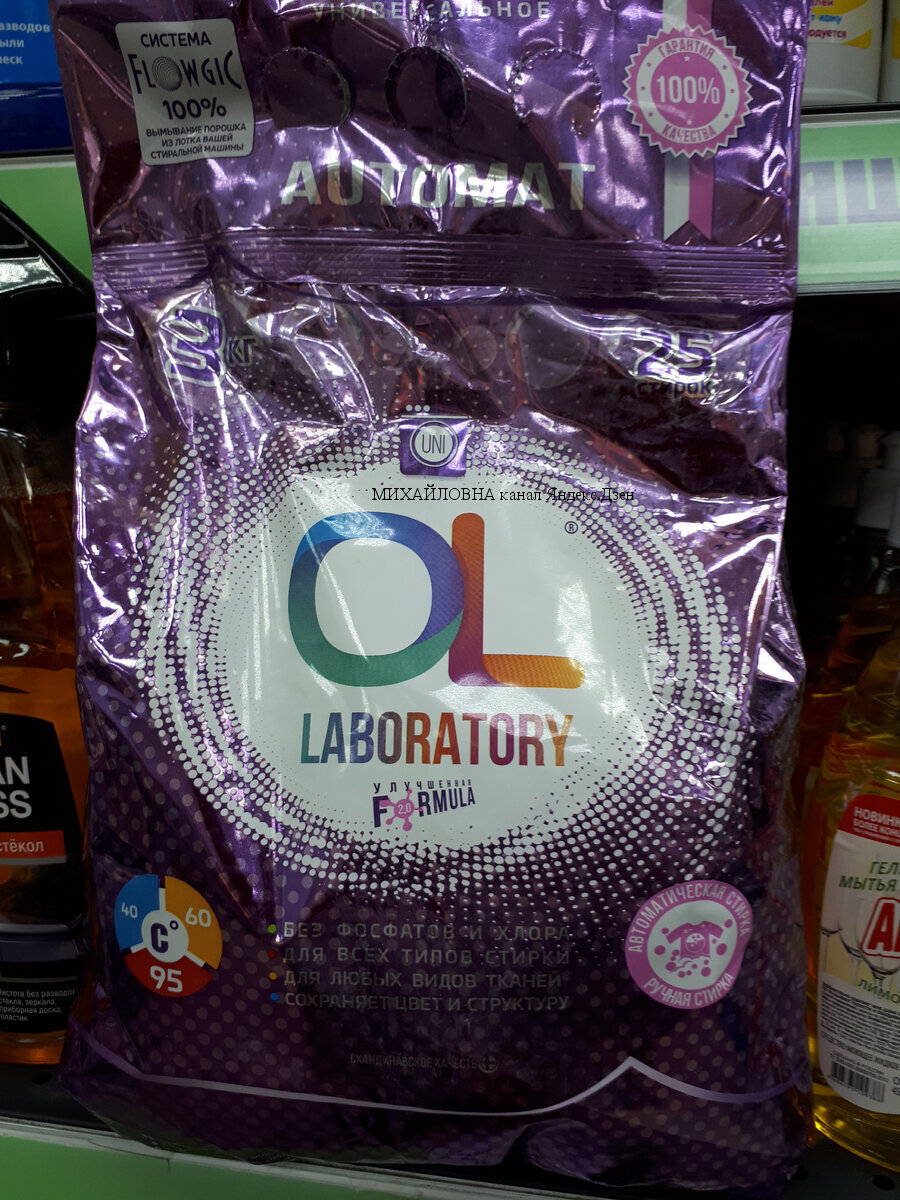 УНИВЕРСАЛЬНОЕ
СИСТЕМА
FLOWGIC
100%
ВЫМЫВАНИЕ ПОРОШКА
ИЗ ЛОТКА ВАШЕЙ
СТИРАЛЬНОЙ МАШИНЫ
ГАРАНТИЯ
100%
КАЧЕСТВА
AUTOMAT
3 КГ
25
стирок
UNI
МИХАЙЛОВНА канал Яндекс.Дзен
OL
®
LABORATORY
УЛУЧШЕННАЯ
FORMULA
2.0
40
60
C°
95
БЕЗ ФОСФАТОВ И ХЛОРА
ДЛЯ ВСЕХ ТИПОВ СТИРКИ
ДЛЯ ЛЮБЫХ ВИДОВ ТКАНЕЙ
СОХРАНЯЕТ ЦВЕТ И СТРУКТУРУ
АВТОМАТИЧЕСКАЯ СТИРКА
РУЧНАЯ СТИРКА
СКАНДИНАВСКОЕ КАЧЕСТВО